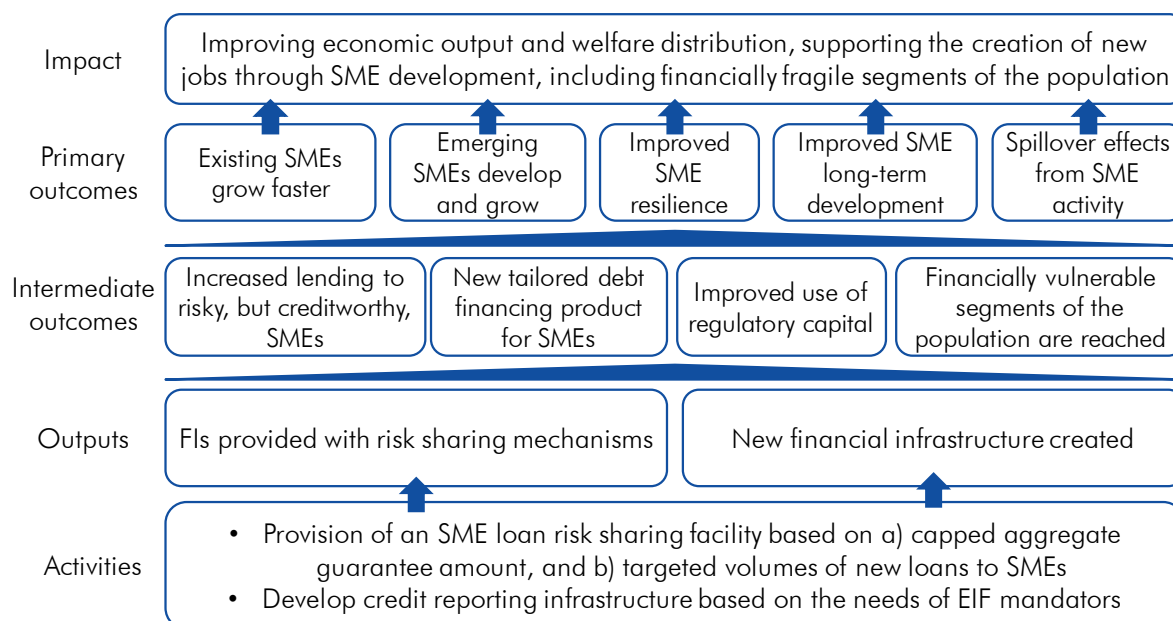 Impact
Improving economic output and welfare distribution, supporting the creation of new
jobs through SME development, including financially fragile segments of the population
Primary
outcomes
Existing SMEs
grow faster
Emerging
SMEs develop
and grow
Improved
SME
resilience
Improved SME
long-term
development
Spillover effects
from SME
activity
Intermediate
outcomes
Increased lending to
risky, but creditworthy,
SMEs
New tailored debt
financing product
for SMEs
Improved use of
regulatory capital
Financially vulnerable
segments of the
population are reached
Outputs
FIs provided with risk sharing mechanisms
New financial infrastructure created
Activities
• Provision of an SME loan risk sharing facility based on a) capped aggregate
guarantee amount, and b) targeted volumes of new loans to SMEs
• Develop credit reporting infrastructure based on the needs of EIF mandators